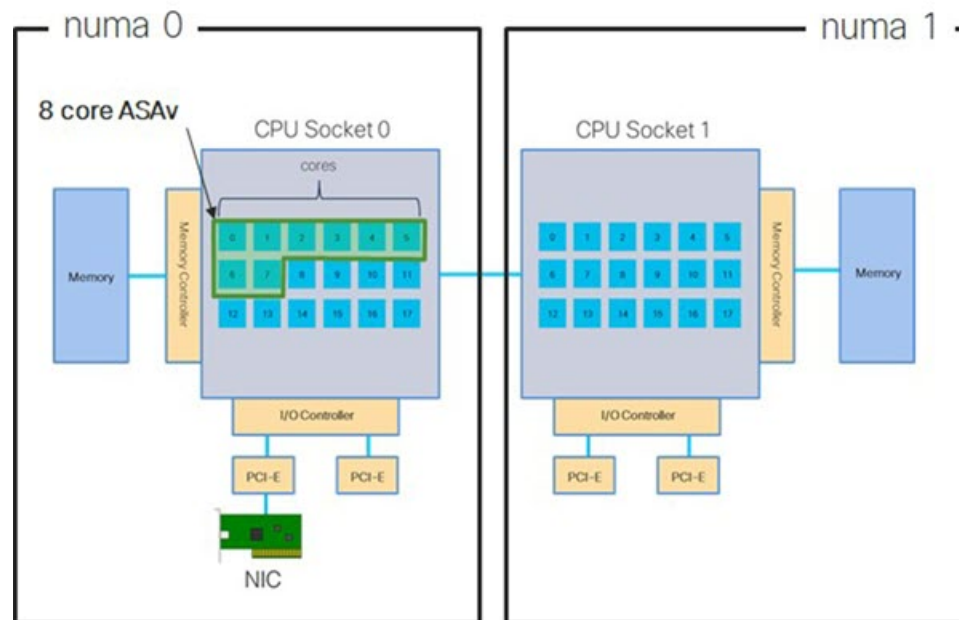 numa 0
numa 1
8 core ASAv
CPU Socket 0
CPU Socket 1
cores
0 1 2 3 4 5
6 7 8 9 10 11
12 13 14 15 16 17
0 1 2 3 4 5
6 7 8 9 10 11
12 13 14 15 16 17
Memory
Memory Controller
Memory Controller
Memory
I/O Controller
I/O Controller
PCI-E
PCI-E
PCI-E
PCI-E
NIC